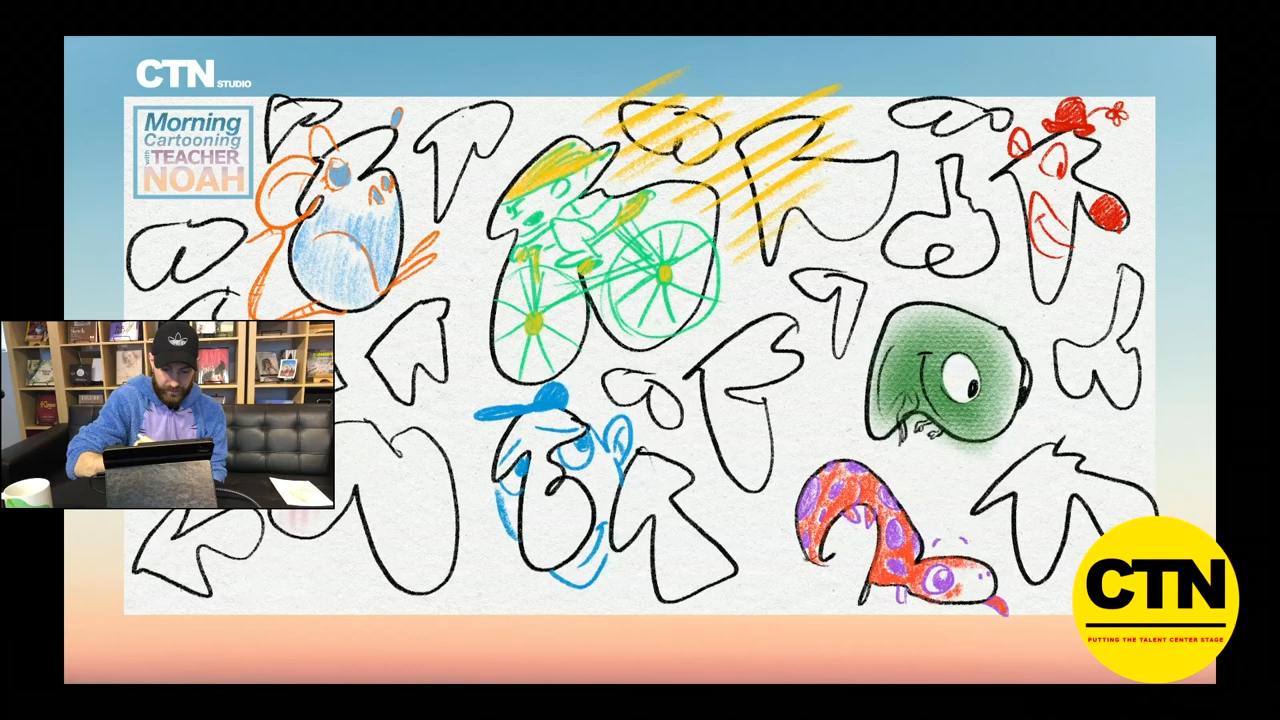 CTN STUDIO
Morning
Cartooning
with TEACHER
NOAH
CTN
PUTTING THE TALENT CENTER STAGE